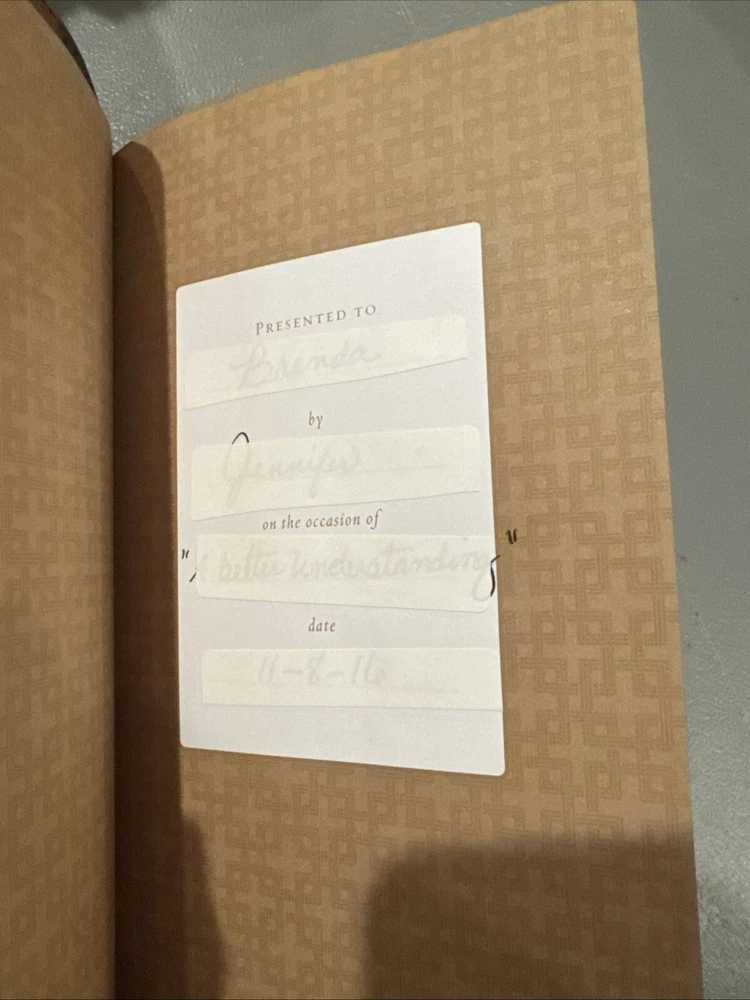 PRESENTED TO
Brenda
by
Jennifer
on the occasion of
"A better understanding"
date
11-8-16